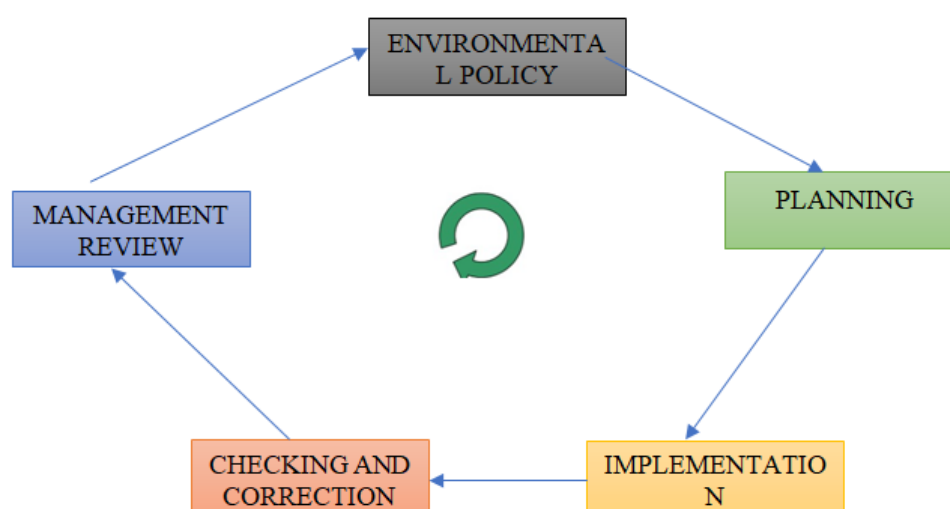 ENVIRONMENTA
L POLICY
PLANNING
MANAGEMENT
REVIEW
CHECKING AND
CORRECTION
IMPLEMENTATIO
N